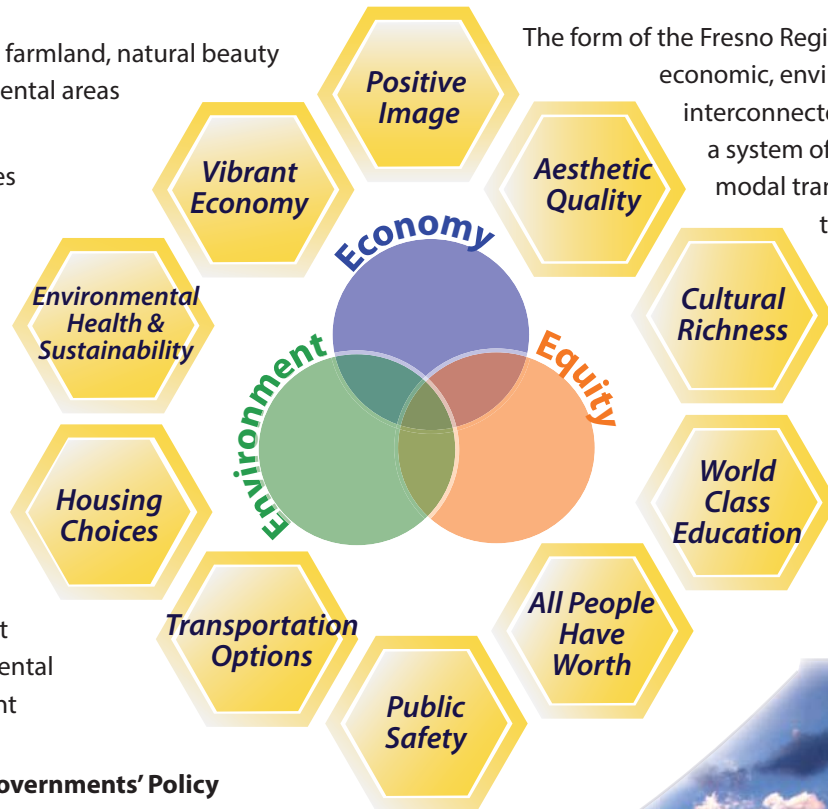 farmland, natural beauty
ental areas
es
The form of the Fresno Regi
economic, envi
interconnect
a system of
modal tran
t
Positive
Image
Vibrant
Economy
Aesthetic
Quality
Environmental
Health &
Sustainability
Cultural
Richness
Economy
Environment
Equity
Housing
Choices
World
Class
Education
Transportation
Options
All People
Have
Worth
Public
Safety
t
ental
nt
overnments' Policy